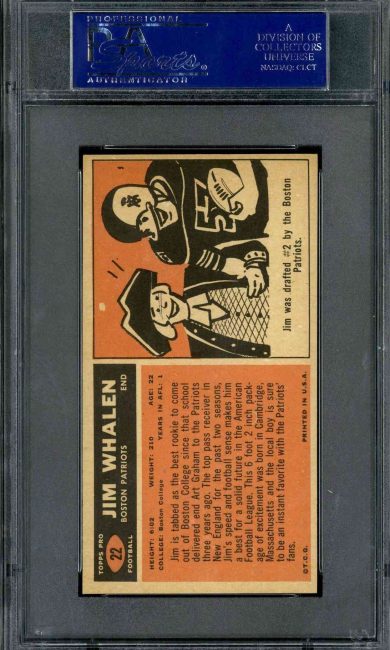 PROFESSIONAL
PSA
Sports®
AUTHENTICATOR
A
DIVISION OF
COLLECTORS
UNIVERSE
NASDAQ: CLCT
TOPPS PRO
22
FOOTBALL
JIM WHALEN
BOSTON PATRIOTS END
HEIGHT: 6:02 WEIGHT: 210 AGE: 22
COLLEGE: Boston College YEARS IN AFL: 1
Jim is tabbed as the best rookie to come
out of Boston College since that school
delivered end Art Graham to the Patriots
three years ago. The top pass receiver in
New England for the past two seasons,
Jim's speed and football sense makes him
a best for a solid future in the American
Football League. This 6 foot 2 inch pack-
age of excitement was born in Cambridge,
Massachusetts and the local boy is sure
to be an instant favorite with the Patriots'
fans.
©T.C.G. PRINTED IN U.S.A.
57
Jim was drafted #2 by the Boston
Patriots.